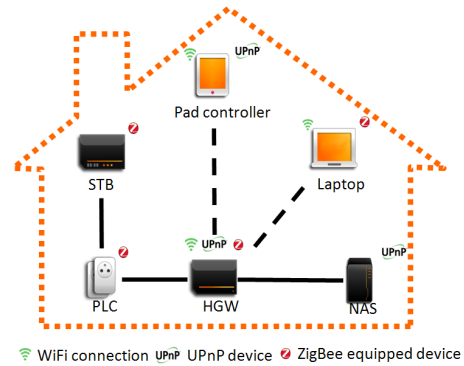 UPnP
Pad controller
STB
Laptop
UPnP
UPnP
PLC
HGW
NAS
WiFi connection UPnP UPnP device ZigBee equipped device